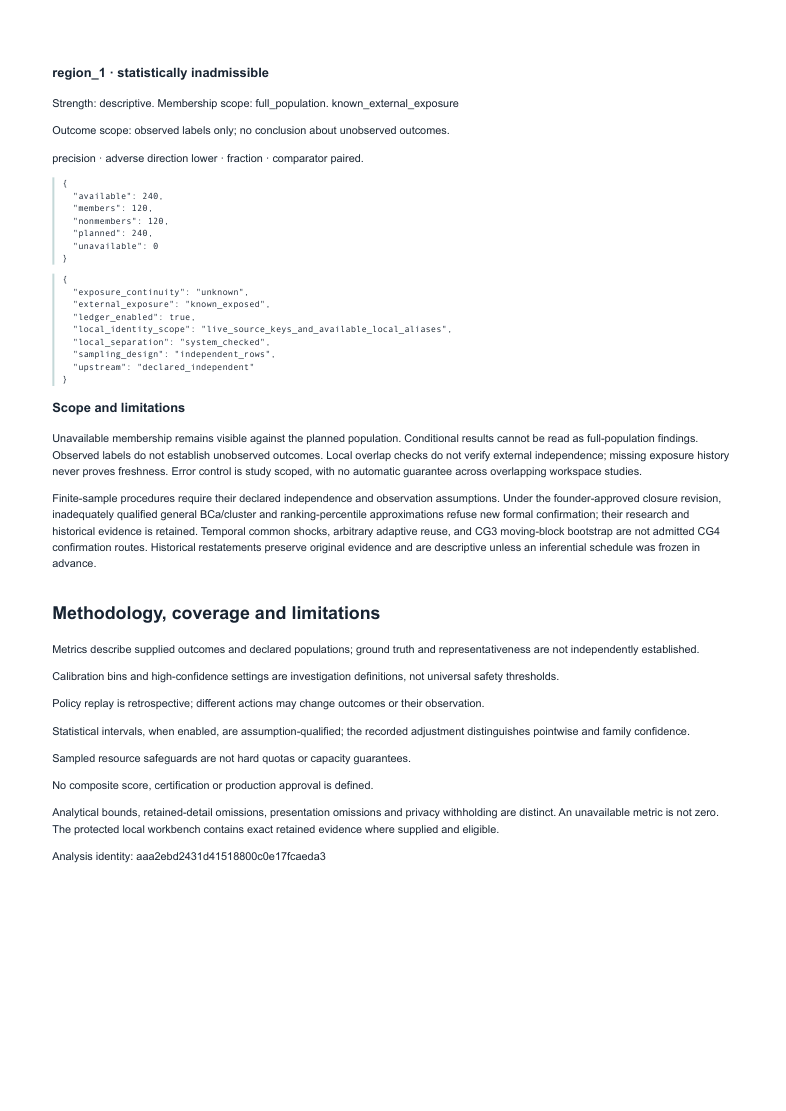 region_1 · statistically inadmissible
Strength: descriptive. Membership scope: full_population. known_external_exposure
Outcome scope: observed labels only; no conclusion about unobserved outcomes.
precision · adverse direction lower · fraction · comparator paired.
{
  "available": 240,
  "members": 120,
  "nonmembers": 120,
  "planned": 240,
  "unavailable": 0
}
{
  "exposure_continuity": "unknown",
  "external_exposure": "known_exposed",
  "ledger_enabled": true,
  "local_identity_scope": "live_source_keys_and_available_local_aliases",
  "local_separation": "system_checked",
  "sampling_design": "independent_rows",
  "upstream": "declared_independent"
}
Scope and limitations
Unavailable membership remains visible against the planned population. Conditional results cannot be read as full-population findings.
Observed labels do not establish unobserved outcomes. Local overlap checks do not verify external independence; missing exposure history
never proves freshness. Error control is study scoped, with no automatic guarantee across overlapping workspace studies.
Finite-sample procedures require their declared independence and observation assumptions. Under the founder-approved closure revision,
inadequately qualified general BCa/cluster and ranking-percentile approximations refuse new formal confirmation; their research and
historical evidence is retained. Temporal common shocks, arbitrary adaptive reuse, and CG3 moving-block bootstrap are not admitted CG4
confirmation routes. Historical restatements preserve original evidence and are descriptive unless an inferential schedule was frozen in
advance.
Methodology, coverage and limitations
Metrics describe supplied outcomes and declared populations; ground truth and representativeness are not independently established.
Calibration bins and high-confidence settings are investigation definitions, not universal safety thresholds.
Policy replay is retrospective; different actions may change outcomes or their observation.
Statistical intervals, when enabled, are assumption-qualified; the recorded adjustment distinguishes pointwise and family confidence.
Sampled resource safeguards are not hard quotas or capacity guarantees.
No composite score, certification or production approval is defined.
Analytical bounds, retained-detail omissions, presentation omissions and privacy withholding are distinct. An unavailable metric is not zero.
The protected local workbench contains exact retained evidence where supplied and eligible.
Analysis identity: aaa2ebd2431d41518800c0e17fcaeda3